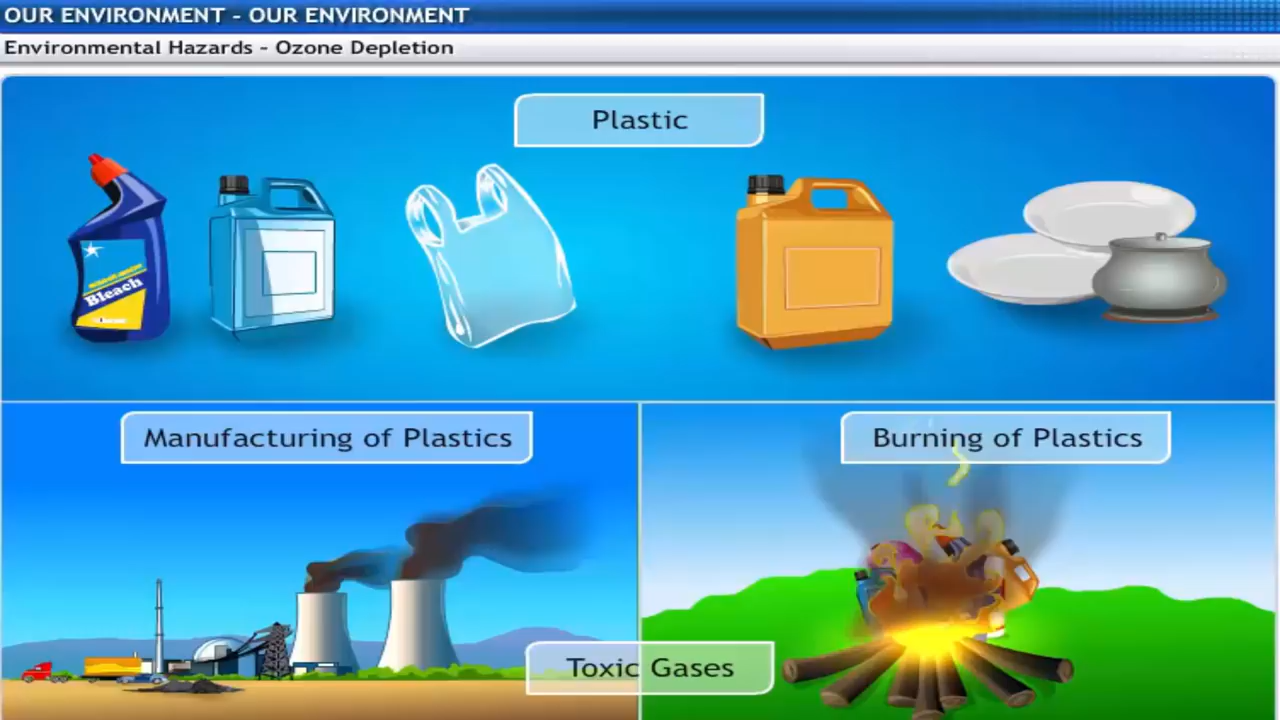 OUR ENVIRONMENT - OUR ENVIRONMENT
Environmental Hazards - Ozone Depletion
Plastic
Bleach
Manufacturing of Plastics
Burning of Plastics
Toxic Gases